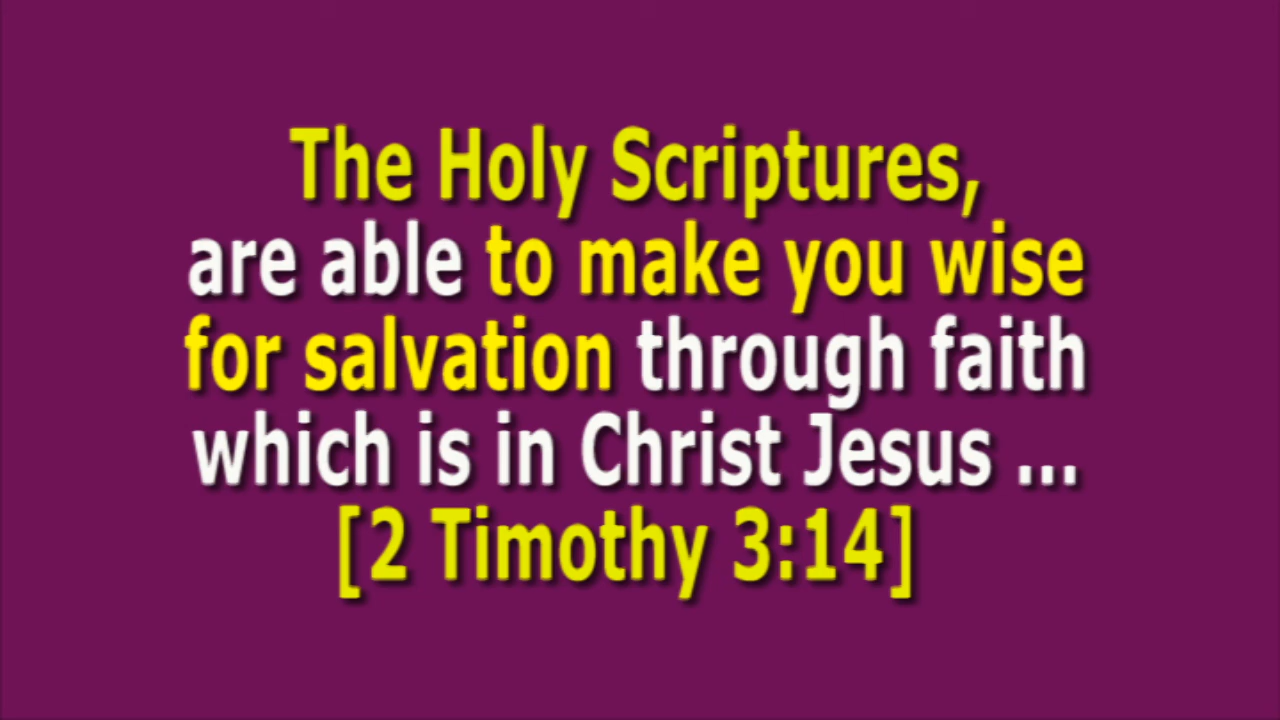 The Holy Scriptures,
are able to make you wise
for salvation through faith
which is in Christ Jesus ...
[2 Timothy 3:14]